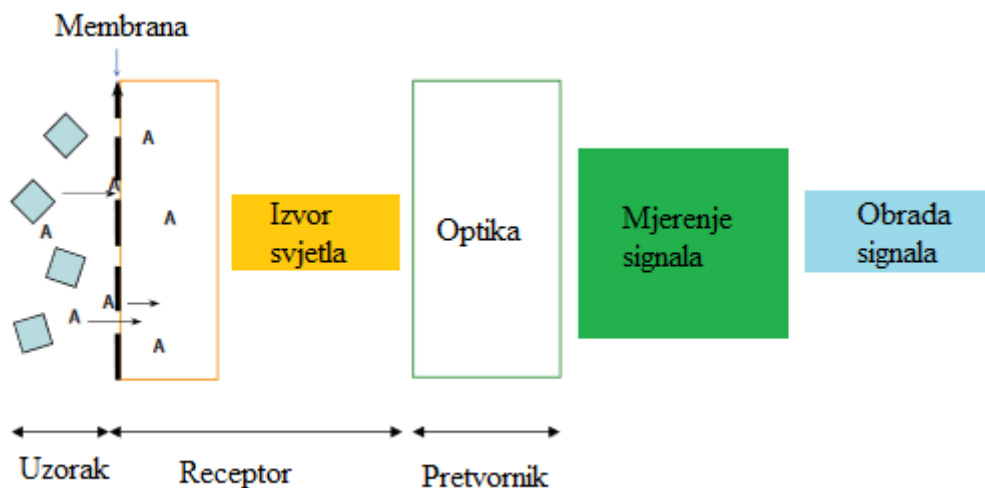 Membrana
A
A
A
A
A
A
A
Izvor
svjetla
Optika
Mjerenje
signala
Obrada
signala
Uzorak
Receptor
Pretvornik